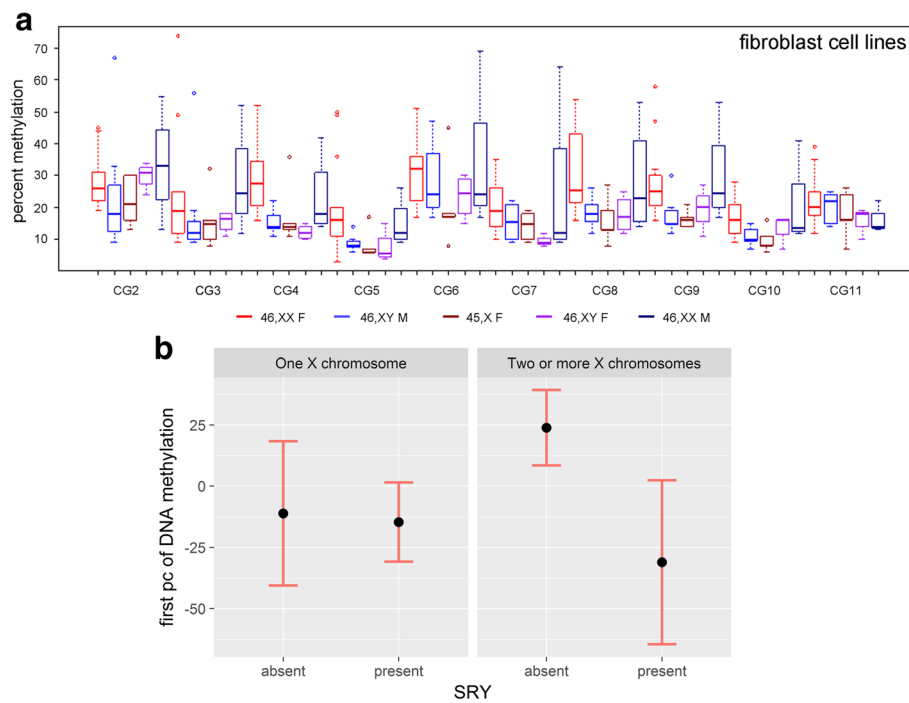 a
fibroblast cell lines
percent methylation
70
60
50
40
30
20
10
CG2 CG3 CG4 CG5 CG6 CG7 CG8 CG9 CG10 CG11
46,XX F 46,XY M 45,X F 46,XY F 46,XX M
b
One X chromosome Two or more X chromosomes
first pc of DNA methylation
25
0
-25
-50
absent present absent present
SRY